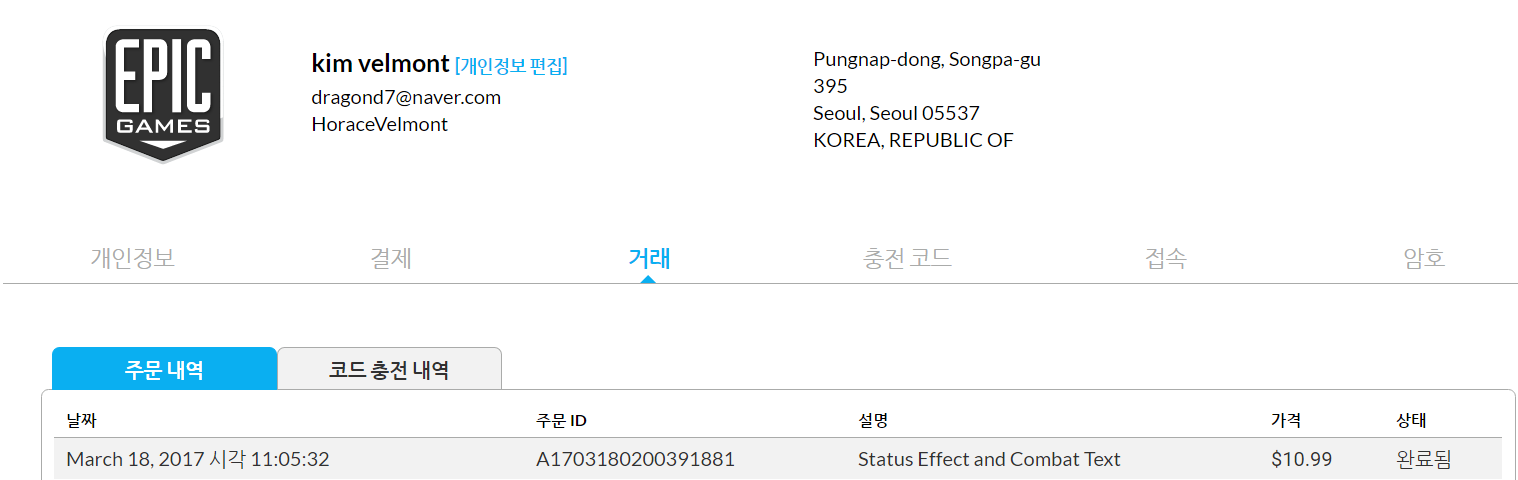 EPIC
GAMES
kim velmont [개인정보 편집]
dragond7@naver.com
HoraceVelmont
Pungnap-dong, Songpa-gu
395
Seoul, Seoul 05537
KOREA, REPUBLIC OF
개인정보 결제 거래 충전 코드 접속 암호
주문 내역 코드 충전 내역
날짜 주문 ID 설명 가격 상태
March 18, 2017 시각 11:05:32 A1703180200391881 Status Effect and Combat Text $10.99 완료됨